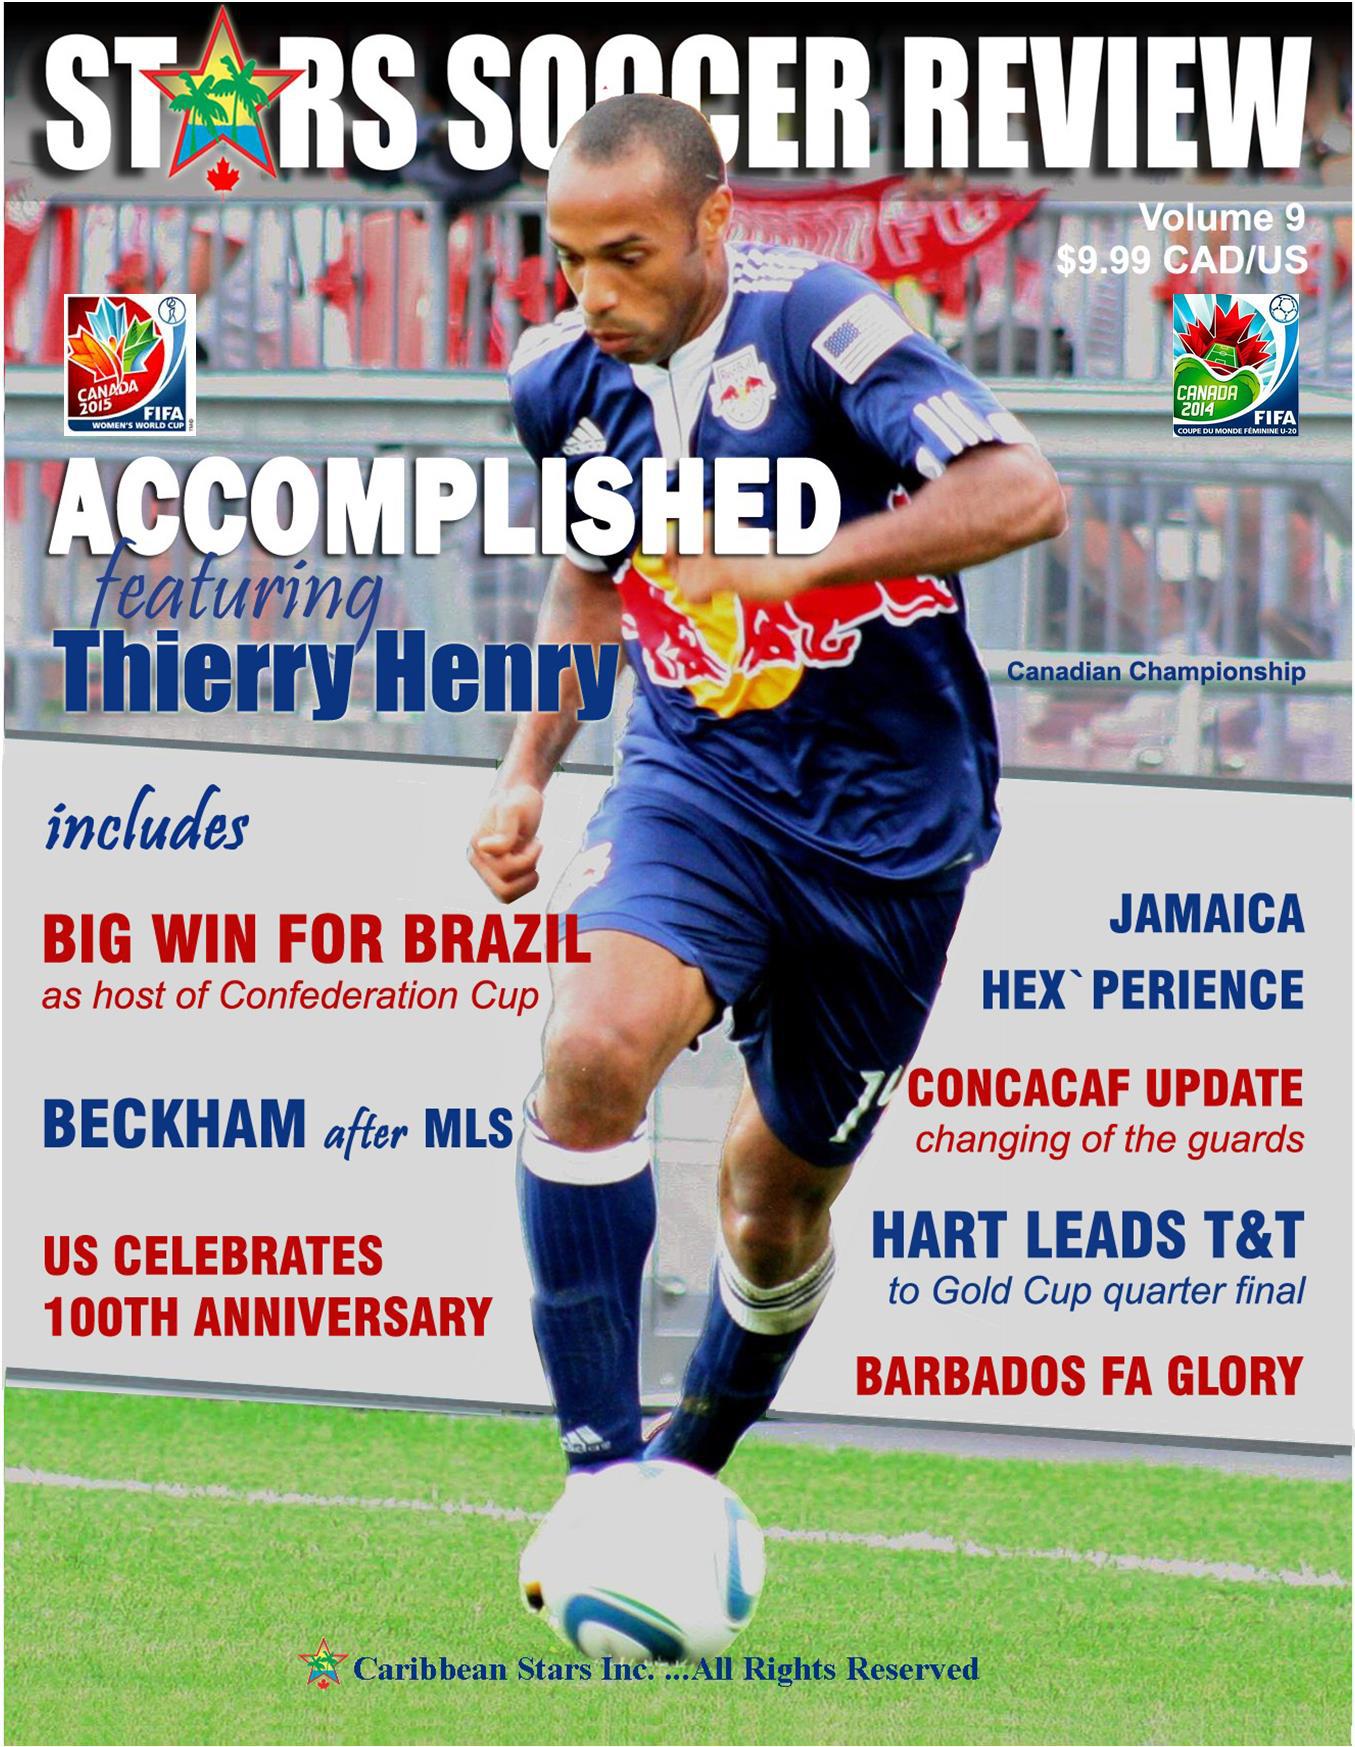 STARS SOCCER REVIEW
Volume 9
$9.99 CAD/US
CANADA
2015
FIFA
WOMEN'S WORLD CUP
CANADA
2014
FIFA
COUPE DU MONDE FÉMININE U-20
ACCOMPLISHED
featuring
Thierry Henry
Canadian Championship
includes
BIG WIN FOR BRAZIL
as host of Confederation Cup
BECKHAM after MLS
US CELEBRATES
100TH ANNIVERSARY
JAMAICA
HEX`PERIENCE
CONCACAF UPDATE
changing of the guards
HART LEADS T&T
to Gold Cup quarter final
BARBADOS FA GLORY
14
adidas
Caribbean Stars Inc. ...All Rights Reserved